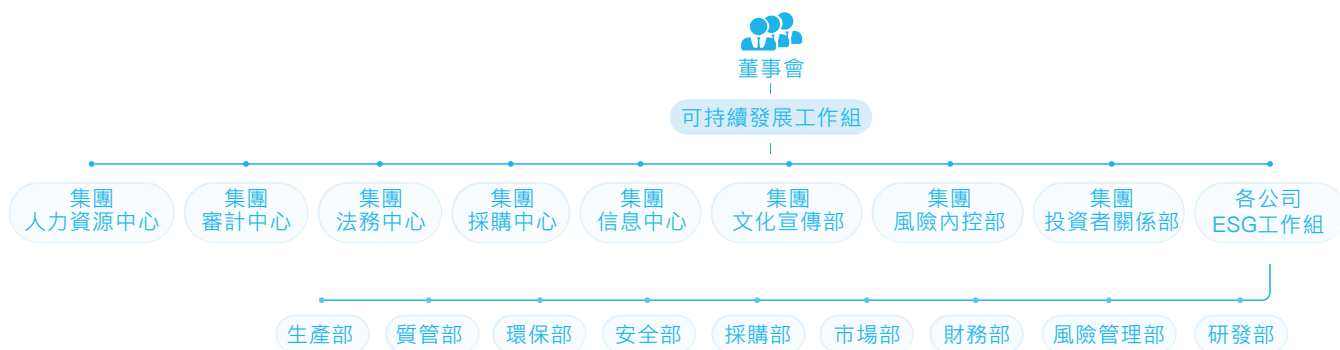 董事會
可持續發展工作組
集團
人力資源中心
集團
審計中心
集團
法務中心
集團
採購中心
集團
信息中心
集團
文化宣傳部
集團
風險內控部
集團
投資者關係部
各公司
ESG工作組
生產部
質管部
環保部
安全部
採購部
市場部
財務部
風險管理部
研發部